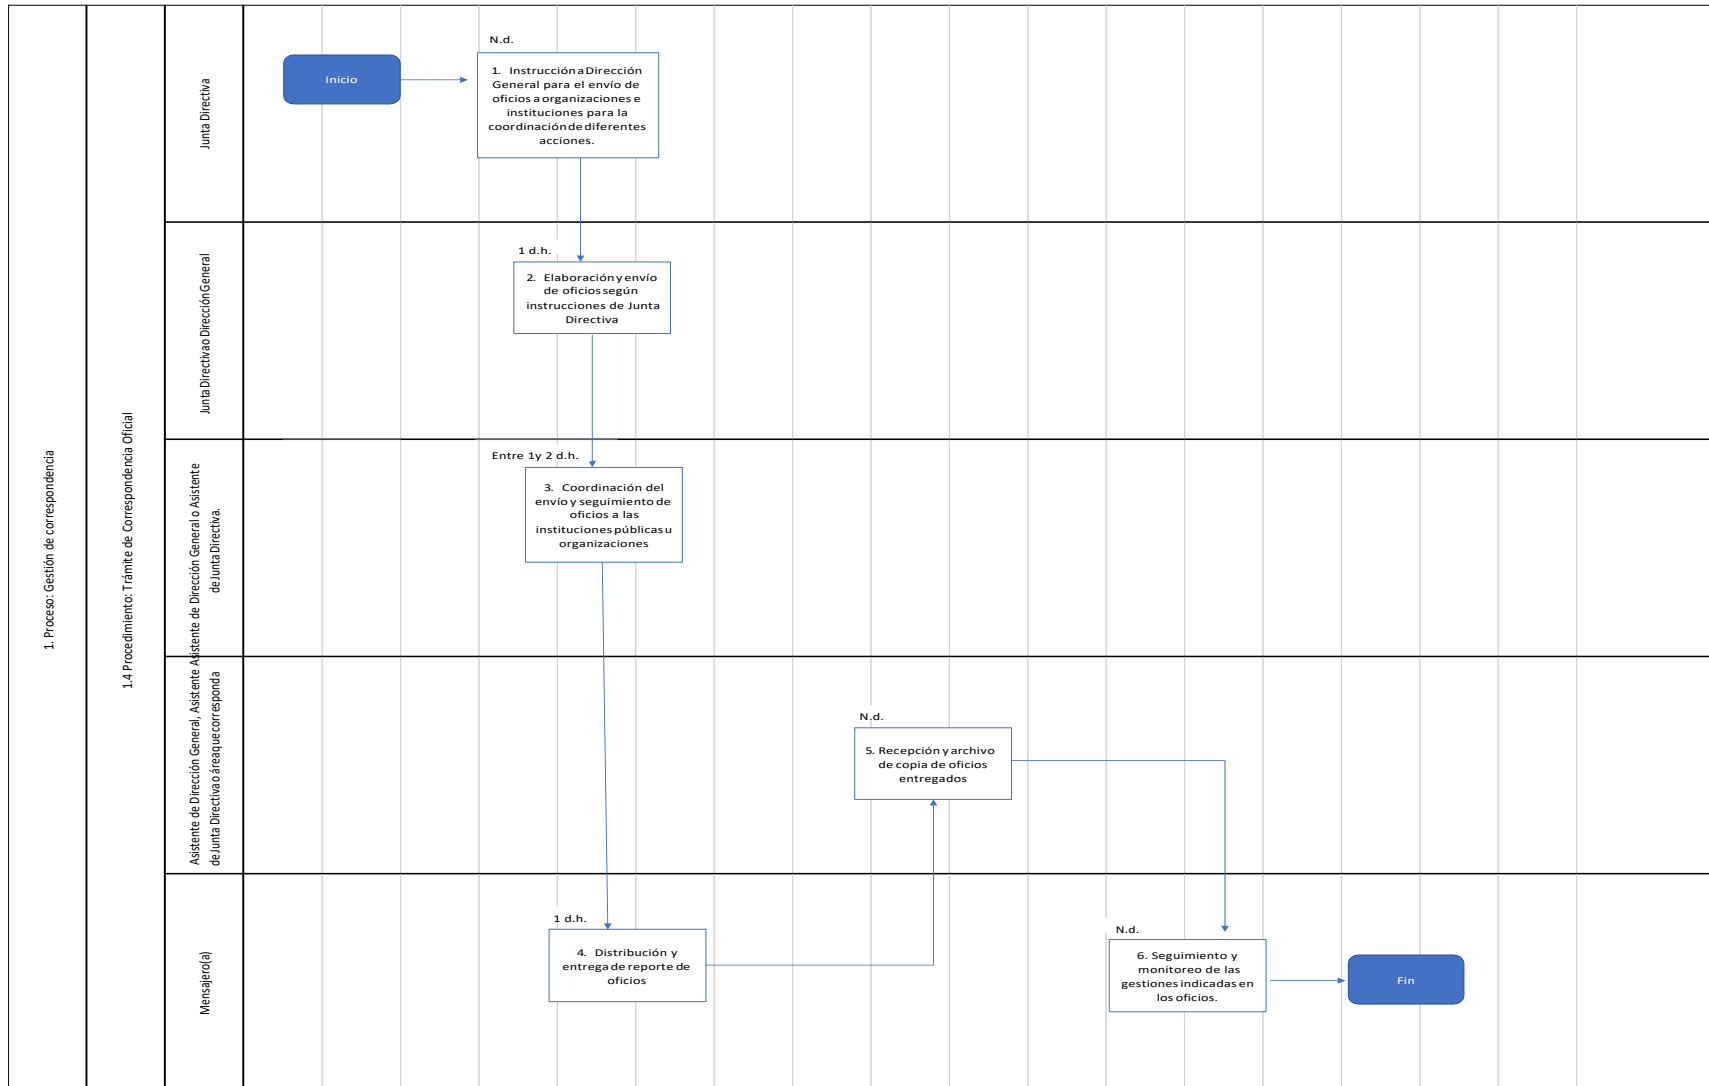 1. Proceso: Gestión de correspondencia
1.4 Procedimiento: Trámite de Correspondencia Oficial
Junta Directiva
Inicio
N.d.
1. Instrucción a Dirección
General para el envío de
oficios a organizaciones e
instituciones para la
coordinación de diferentes
acciones.
Junta Directiva o Dirección General
1 d.h.
2. Elaboración y envío
de oficios según
instrucciones de Junta
Directiva
Asistente de Dirección General o Asistente
de Junta Directiva.
Entre 1 y 2 d.h.
3. Coordinación del
envío y seguimiento de
oficios a las
instituciones públicas u
organizaciones
Asistente de Dirección General, Asistente
de Junta Directiva o área que corresponda
N.d.
5. Recepción y archivo
de copia de oficios
entregados
Mensajero(a)
1 d.h.
4. Distribución y
entrega de reporte de
oficios
N.d.
6. Seguimiento y
monitoreo de las
gestiones indicadas en
los oficios.
Fin